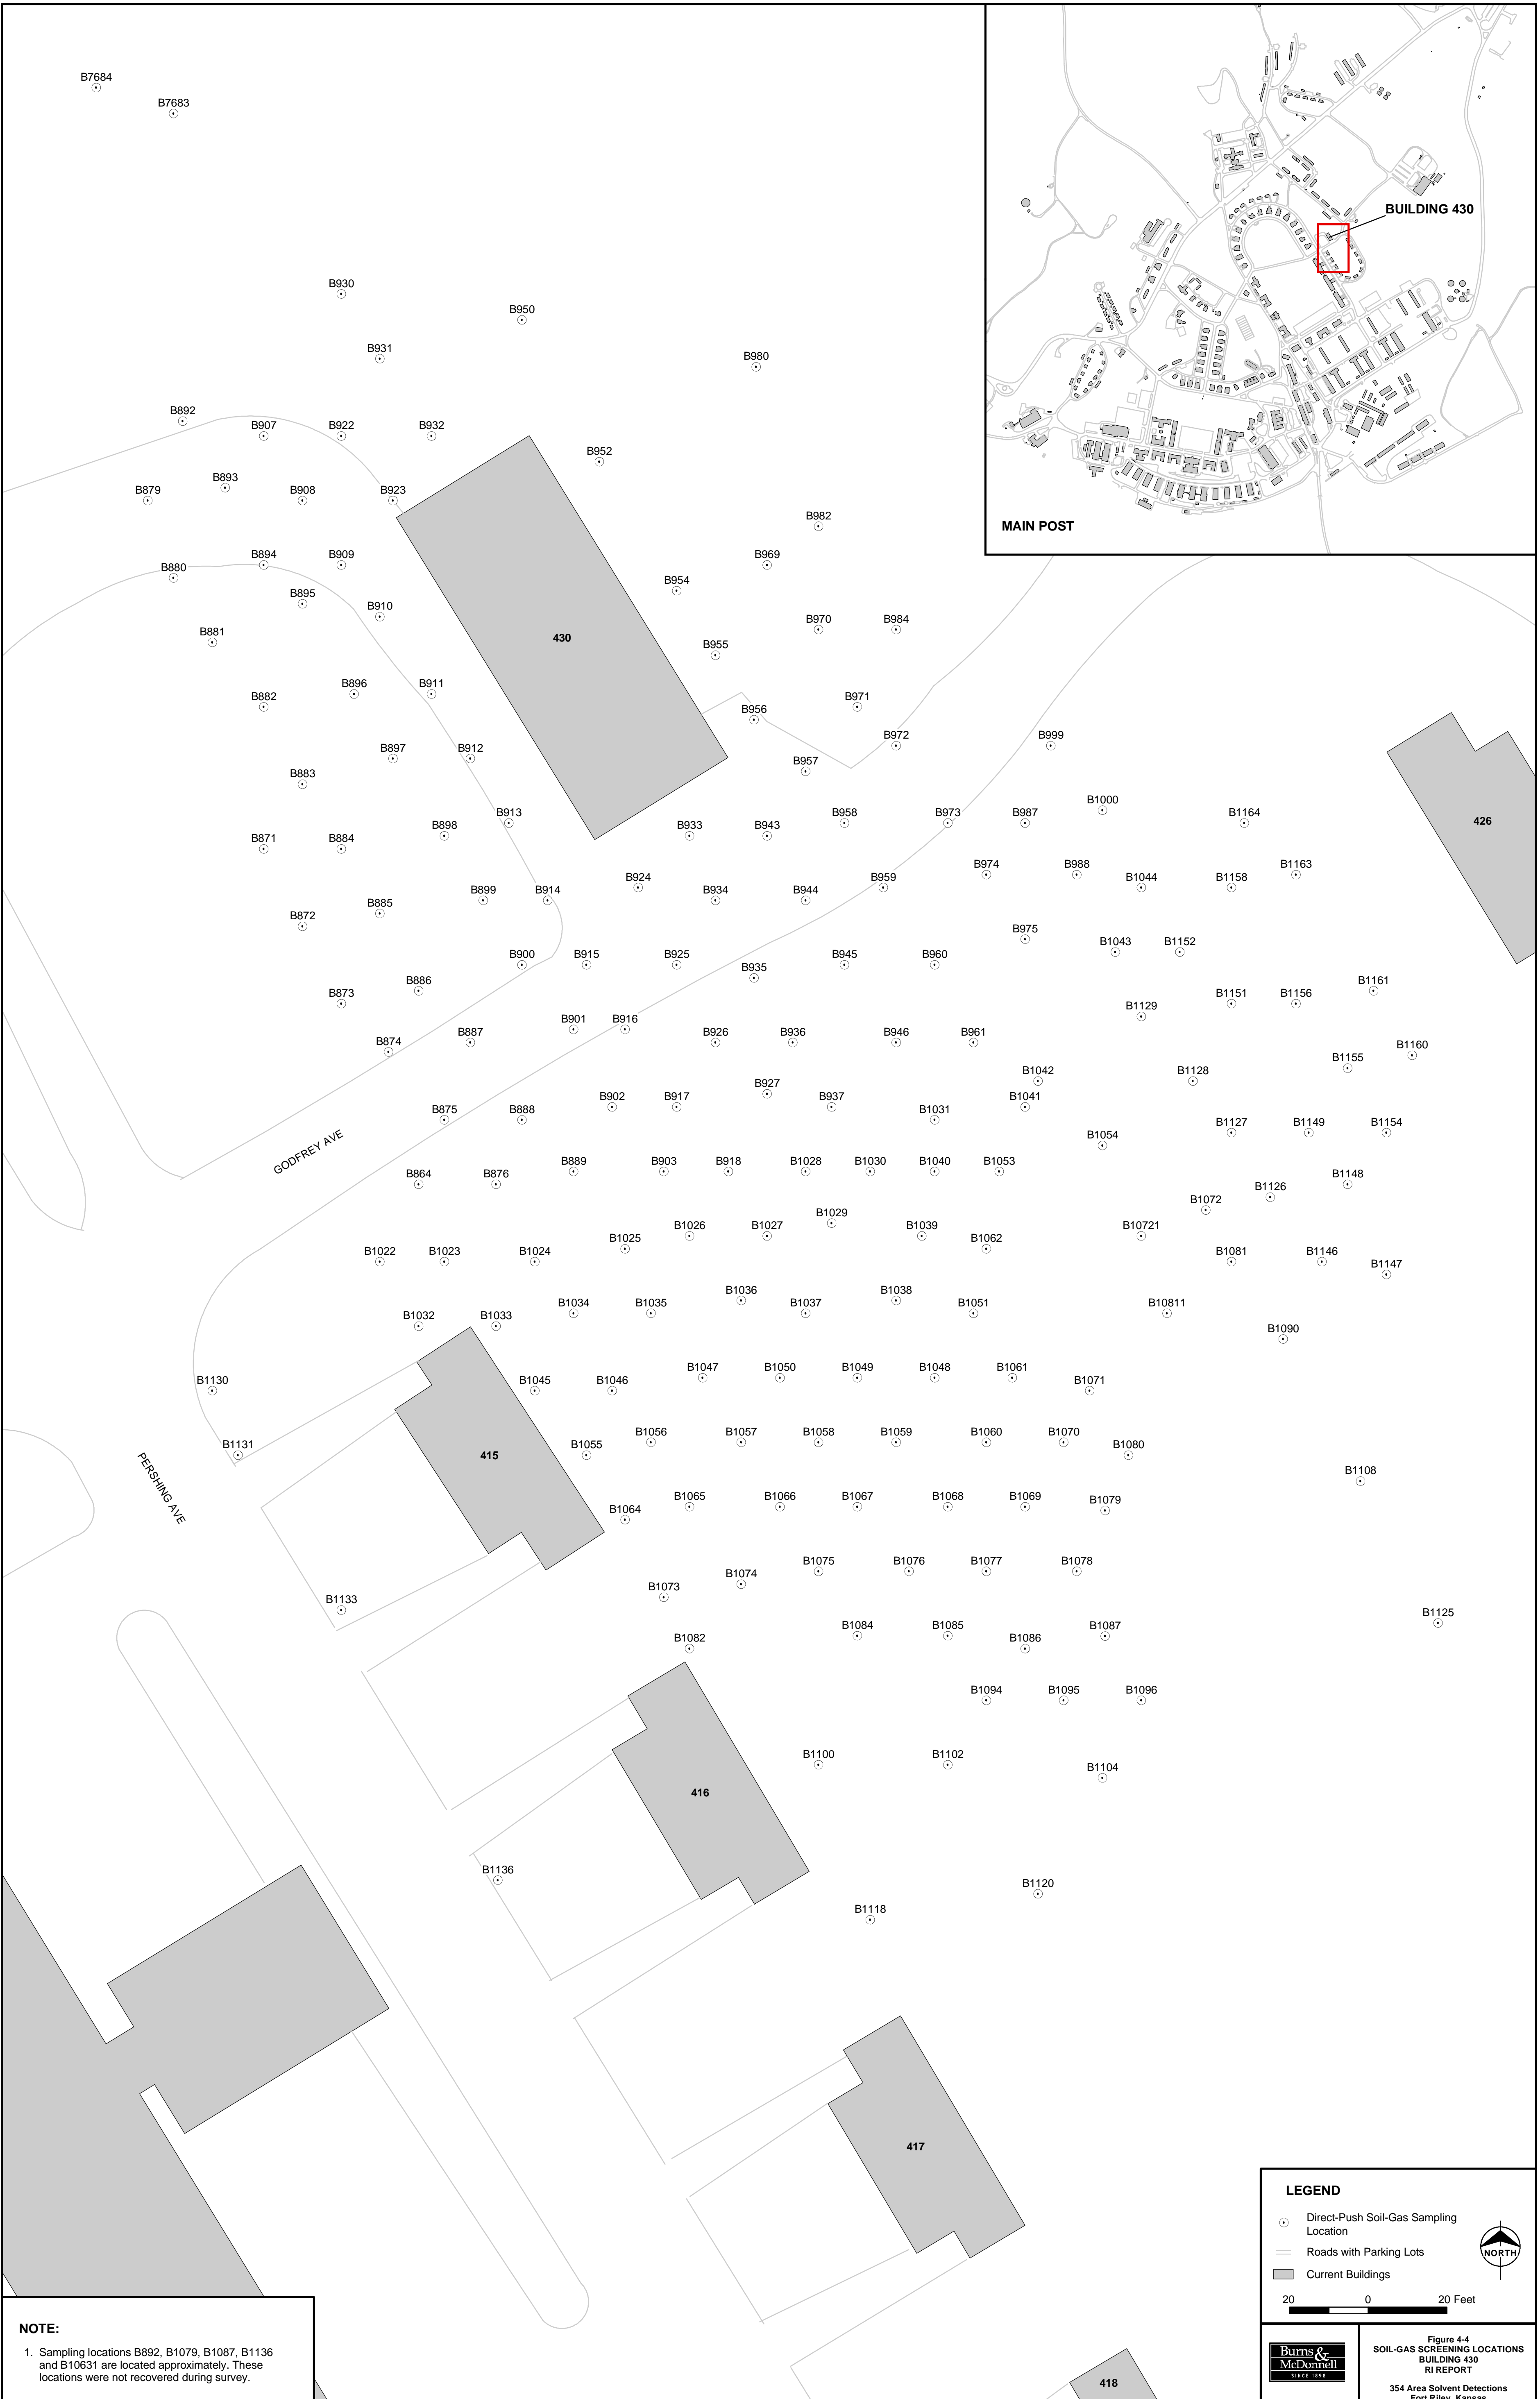 B7684
B7683
B930
B950
B931
B980
B892
B907
B922
B932
B952
B879
B893
B908
B923
B982
B880
B894
B909
B969
B895
B954
B910
B881
430
B970
B984
B955
B882
B896
B911
B971
B956
B897
B912
B972
B999
B957
B883
B1000
B913
B958
B973
B987
B1164
426
B871
B884
B898
B933
B943
B974
B988
B1163
B924
B959
B1044
B1158
B899
B914
B934
B944
B885
B872
B975
B1043
B1152
B900
B915
B925
B945
B960
B935
B873
B886
B1151
B1156
B1161
B1129
B901
B916
B874
B887
B926
B936
B946
B961
B1160
B1155
B1042
B1128
B927
B902
B917
B937
B1041
B875
B888
B1031
B1127
B1149
B1154
B1054
GODFREY AVE
B864
B876
B889
B903
B918
B1028
B1030
B1040
B1053
B1148
B1126
B1072
B1029
B1026
B1027
B1039
B10721
B1025
B1062
B1022
B1023
B1024
B1081
B1146
B1147
B1036
B1038
B1034
B1035
B1037
B1051
B10811
B1032
B1033
B1090
B1047
B1050
B1049
B1048
B1061
B1130
B1045
B1046
B1071
B1056
B1057
B1058
B1059
B1060
B1070
B1131
415
B1055
B1080
PERSHING AVE
B1108
B1065
B1066
B1067
B1068
B1069
B1079
B1064
B1075
B1076
B1077
B1078
B1074
B1073
B1133
B1125
B1082
B1084
B1085
B1086
B1087
B1094
B1095
B1096
B1100
B1102
B1104
416
B1136
B1120
B1118
417
418
BUILDING 430
MAIN POST
LEGEND
Direct-Push Soil-Gas Sampling
Location
Roads with Parking Lots
Current Buildings
NORTH
20 0 20 Feet
NOTE:
1. Sampling locations B892, B1079, B1087, B1136
and B10631 are located approximately. These
locations were not recovered during survey.
Burns &
McDonnell
SINCE 1898
Figure 4-4
SOIL-GAS SCREENING LOCATIONS
BUILDING 430
RI REPORT
354 Area Solvent Detections
Fort Riley, Kansas